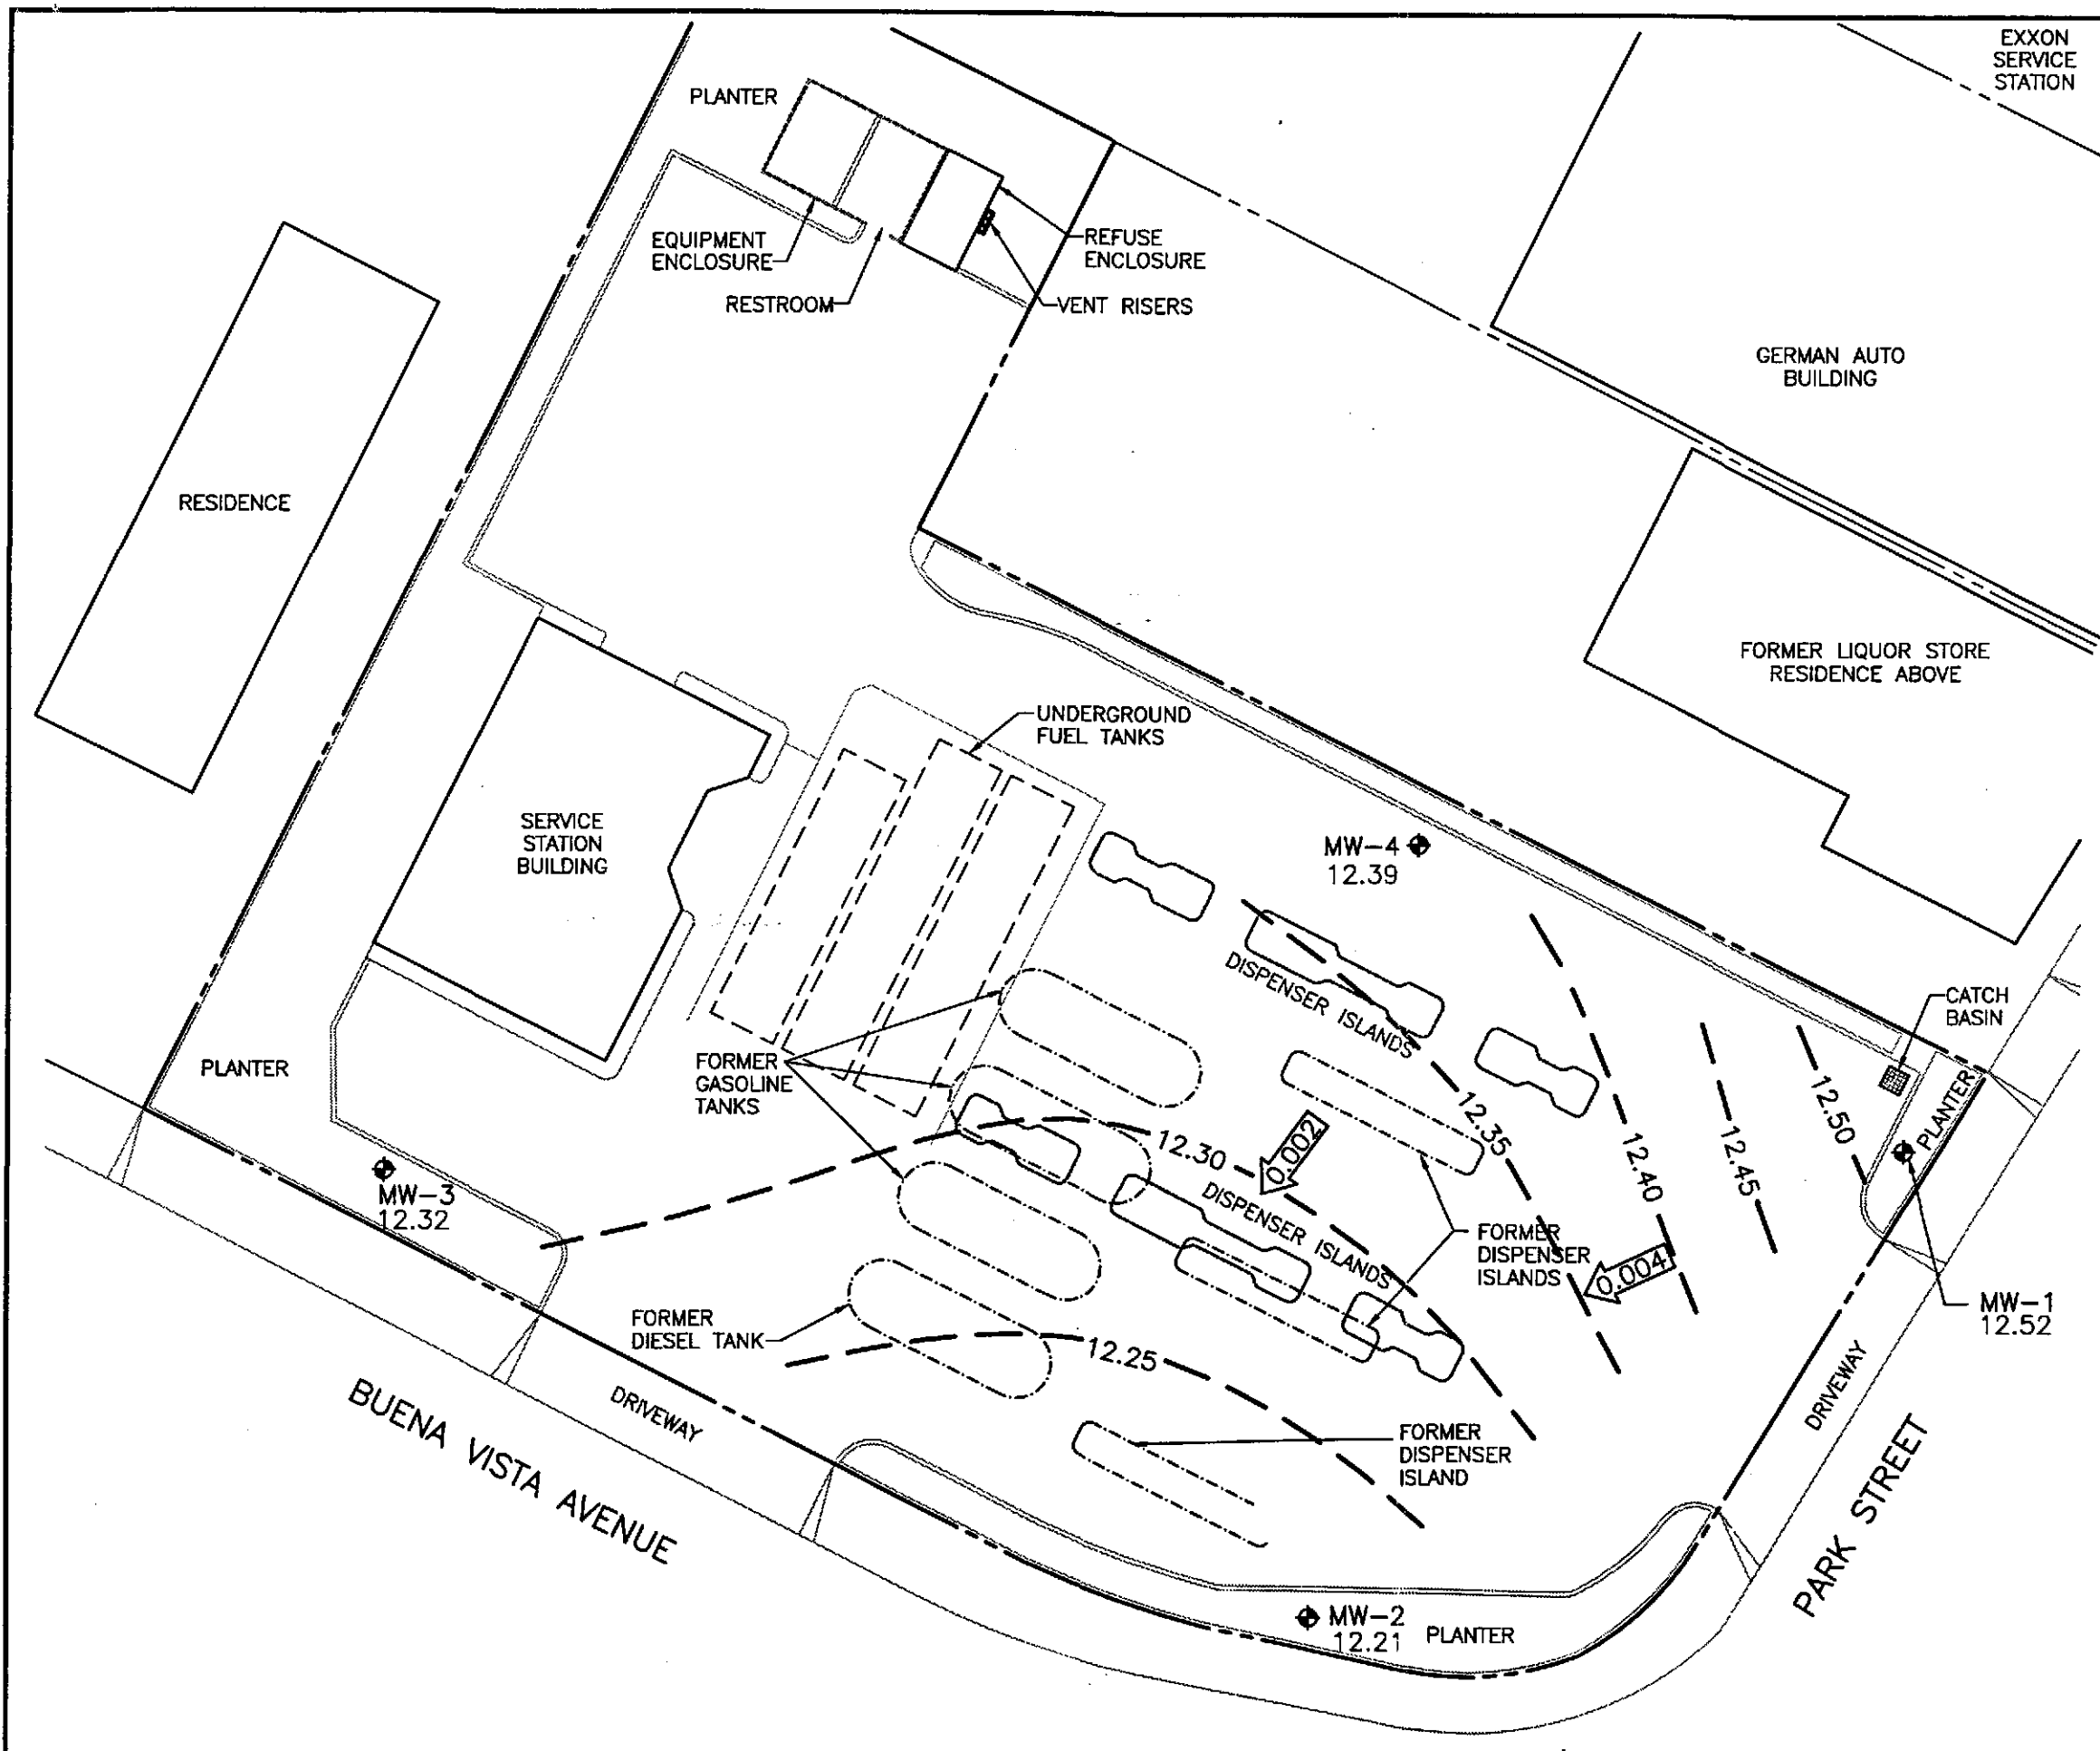 EXXON
SERVICE
STATION
PLANTER
EQUIPMENT
ENCLOSURE
REFUSE
ENCLOSURE
RESTROOM
VENT RISERS
GERMAN AUTO
BUILDING
RESIDENCE
FORMER LIQUOR STORE
RESIDENCE ABOVE
UNDERGROUND
FUEL TANKS
SERVICE
STATION
BUILDING
MW-4
12.39
DISPENSER ISLANDS
CATCH
BASIN
PLANTER
FORMER
GASOLINE
TANKS
PLANTER
12.30
0.002
12.35
12.40
12.45
12.50
MW-3
12.32
DISPENSER ISLANDS
FORMER
DISPENSER
ISLANDS
0.004
MW-1
12.52
FORMER
DIESEL TANK
12.25
DRIVEWAY
DRIVEWAY
FORMER
DISPENSER
ISLAND
BUENA VISTA AVENUE
PARK STREET
MW-2
12.21
PLANTER